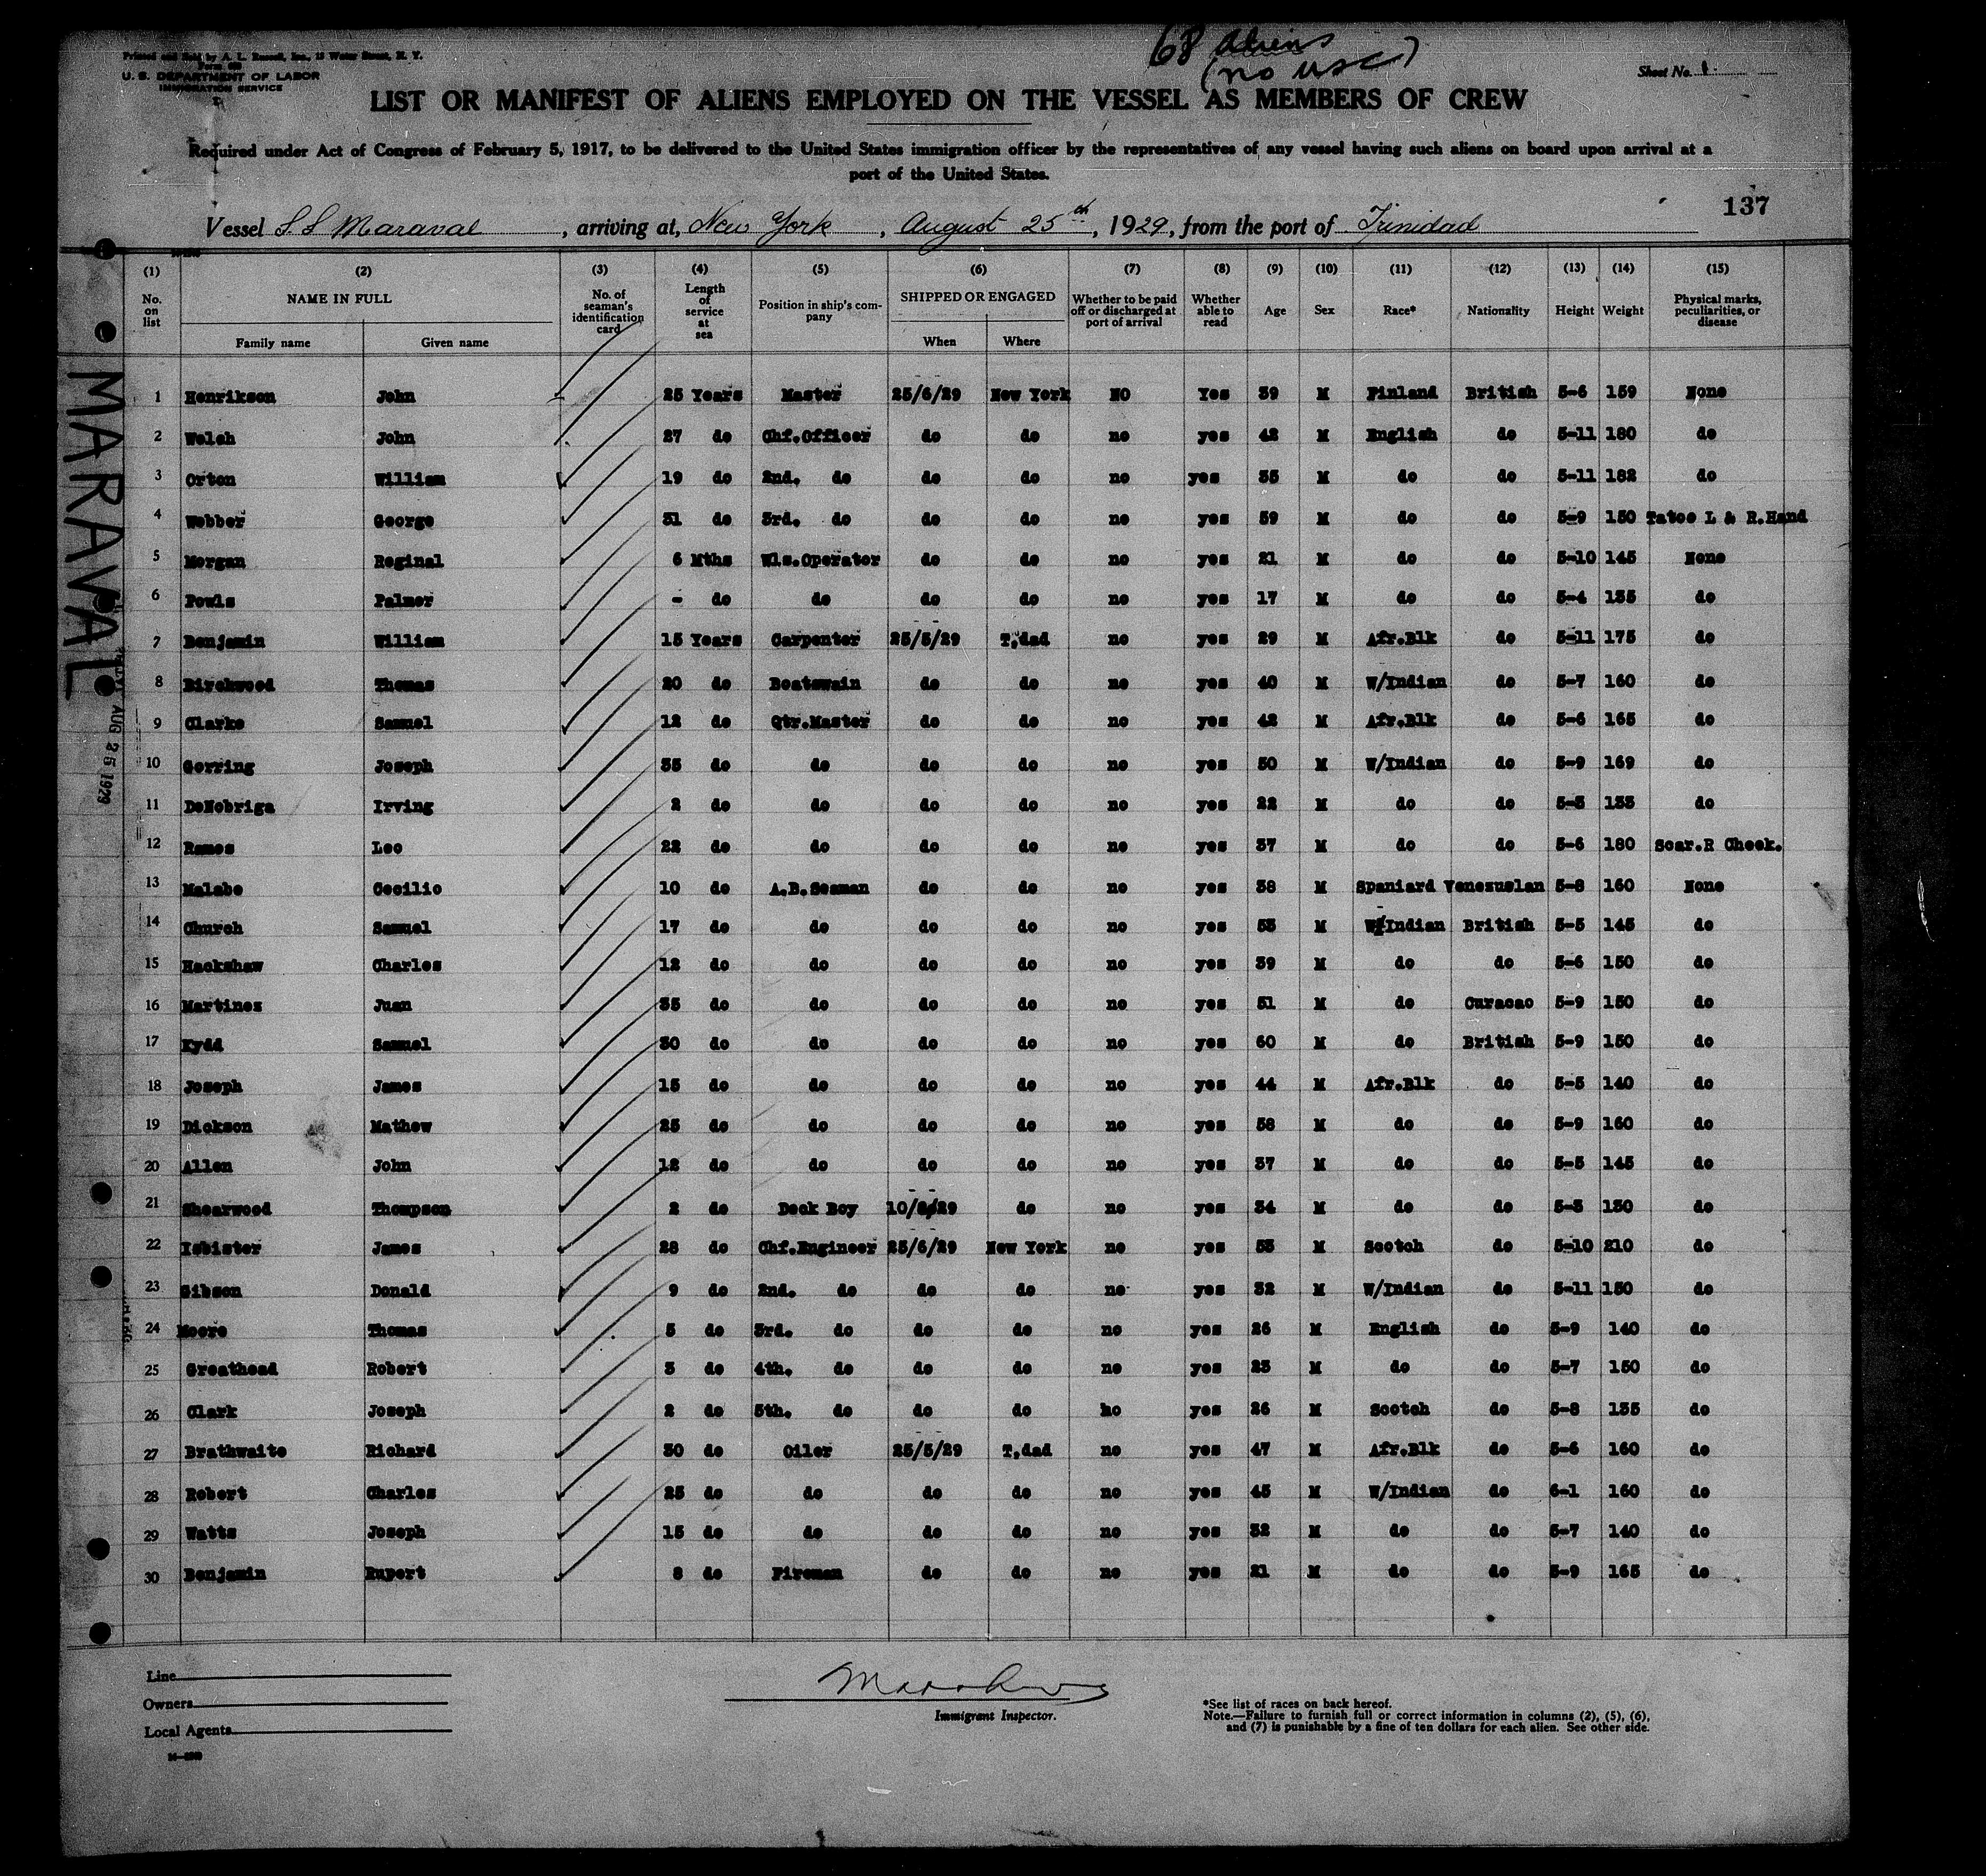 68 aliens
(no usc)
Printed and Sold by A. L. Russell, Inc., 15 Water Street, N. Y.
U. S. DEPARTMENT OF LABOR
IMMIGRATION SERVICE
Sheet No. 1
LIST OR MANIFEST OF ALIENS EMPLOYED ON THE VESSEL AS MEMBERS OF CREW
Required under Act of Congress of February 5, 1917, to be delivered to the United States immigration officer by the representatives of any vessel having such aliens on board upon arrival at a
port of the United States.
137
Vessel S.S Maraval, arriving at, New York, August 25th, 1929, from the port of Trinidad
(1) (2) (3) (4) (5) (6) (7) (8) (9) (10) (11) (12) (13) (14) (15)
No. on list NAME IN FULL Family name Given name No. of seaman's identification card Length of service at sea Position in ship's company SHIPPED OR ENGAGED When Where Whether to be paid off or discharged at port of arrival Whether able to read Age Sex Race* Nationality Height Weight Physical marks, peculiarities, or disease
1 Henrikson John 25 Years Master 25/6/29 New York NO Yes 39 M Finland British 5-6 159 None
2 Walsh John 27 do Chf.Officer do do no yes 42 M English do 5-11 180 do
3 Orton William 19 do 2nd. do do do no yes 35 M do do 5-11 182 do
4 Webber George 31 do 3rd. do do do no yes 59 M do do 5-9 150 Tatoo L & R.Hand
5 Morgan Reginal 6 Mths Wls.Operator do do no yes 21 M do do 5-10 145 None
6 Powls Palmer - do do do do no yes 17 M do do 5-4 135 do
7 Benjamin William 15 Years Carpenter 25/5/29 T,dad no yes 29 M Afr.Blk do 5-11 175 do
8 Birchwood Thomas 20 do Boatswain do do no yes 40 M W/Indian do 5-7 160 do
9 Clarke Samuel 12 do Qtr.Master do do no yes 42 M Afr.Blk do 5-6 165 do
10 Gorring Joseph 35 do do do do no yes 50 M W/Indian do 5-9 169 do
11 DeNobriga Irving 2 do do do do no yes 22 M do do 5-5 135 do
12 Rames Leo 22 do do do do no yes 37 M do do 5-6 180 Scar.R Cheek.
13 Malabe Cecilio 10 do A.B.Seaman do do no yes 38 M Spaniard Venezuelan 5-8 160 None
14 Church Samuel 17 do do do do no yes 53 M W/Indian British 5-5 145 do
15 Hackshaw Charles 12 do do do do no yes 39 M do do 5-6 150 do
16 Martinez Juan 35 do do do do no yes 51 M do Curacao 5-9 150 do
17 Kydd Samuel 30 do do do do no yes 60 M do British 5-9 150 do
18 Joseph James 15 do do do do no yes 44 M Afr.Blk do 5-5 140 do
19 Dickson Mathew 25 do do do do no yes 58 M do do 5-9 160 do
20 Allen John 12 do do do do no yes 37 M do do 5-5 145 do
21 Shearwood Thompson 2 do Deck Boy 10/8/29 do no yes 34 M do do 5-5 130 do
22 Isbister James 28 do Chf.Engineer 25/6/29 New York no yes 53 M Scotch do 5-10 210 do
23 Gibson Donald 9 do 2nd. do do do no yes 32 M W/Indian do 5-11 150 do
24 Moore Thomas 5 do 3rd. do do do no yes 26 M English do 5-9 140 do
25 Greathead Robert 3 do 4th. do do do no yes 23 M do do 5-7 150 do
26 Clark Joseph 2 do 5th. do do do ho yes 26 M Scotch do 5-8 135 do
27 Brathwaite Richard 30 do Oiler 25/5/29 T,dad no yes 47 M Afr.Blk do 5-6 160 do
28 Robert Charles 25 do do do do no yes 45 M W/Indian do 6-1 160 do
29 Watts Joseph 15 do do do do no yes 32 M do do 5-7 140 do
30 Benjamin Rupert 8 do Fireman do do no yes 21 M do do 5-9 165 do
MARAVAL
AUG 25 1929
Line
Owners
Local Agents
Immigrant Inspector.
*See list of races on back hereof.
Note.—Failure to furnish full or correct information in columns (2), (5), (6),
and (7) is punishable by a fine of ten dollars for each alien. See other side.